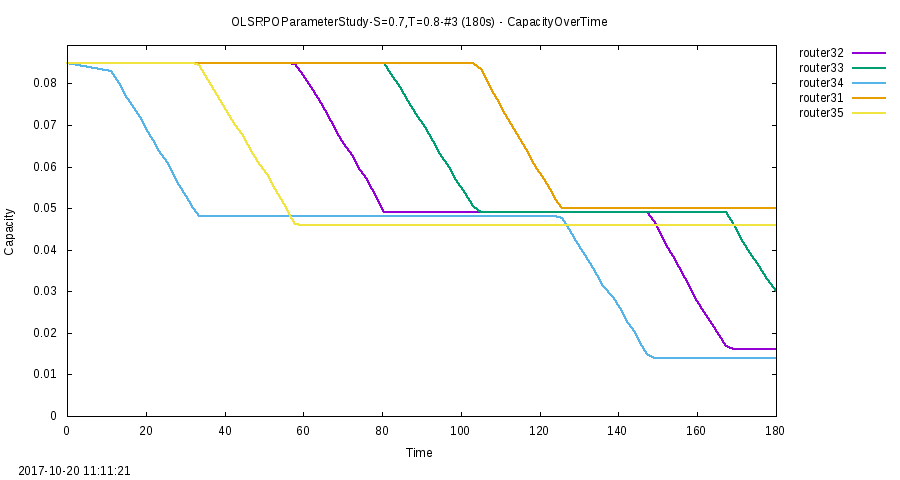 OLSRPOParameterStudy-S=0.7,T=0.8-#3 (180s) - CapacityOverTime
router32
router33
router34
router31
router35
0.08
0.07
0.06
0.05
0.04
0.03
0.02
0.01
0
Capacity
0 20 40 60 80 100 120 140 160 180
Time
2017-10-20 11:11:21